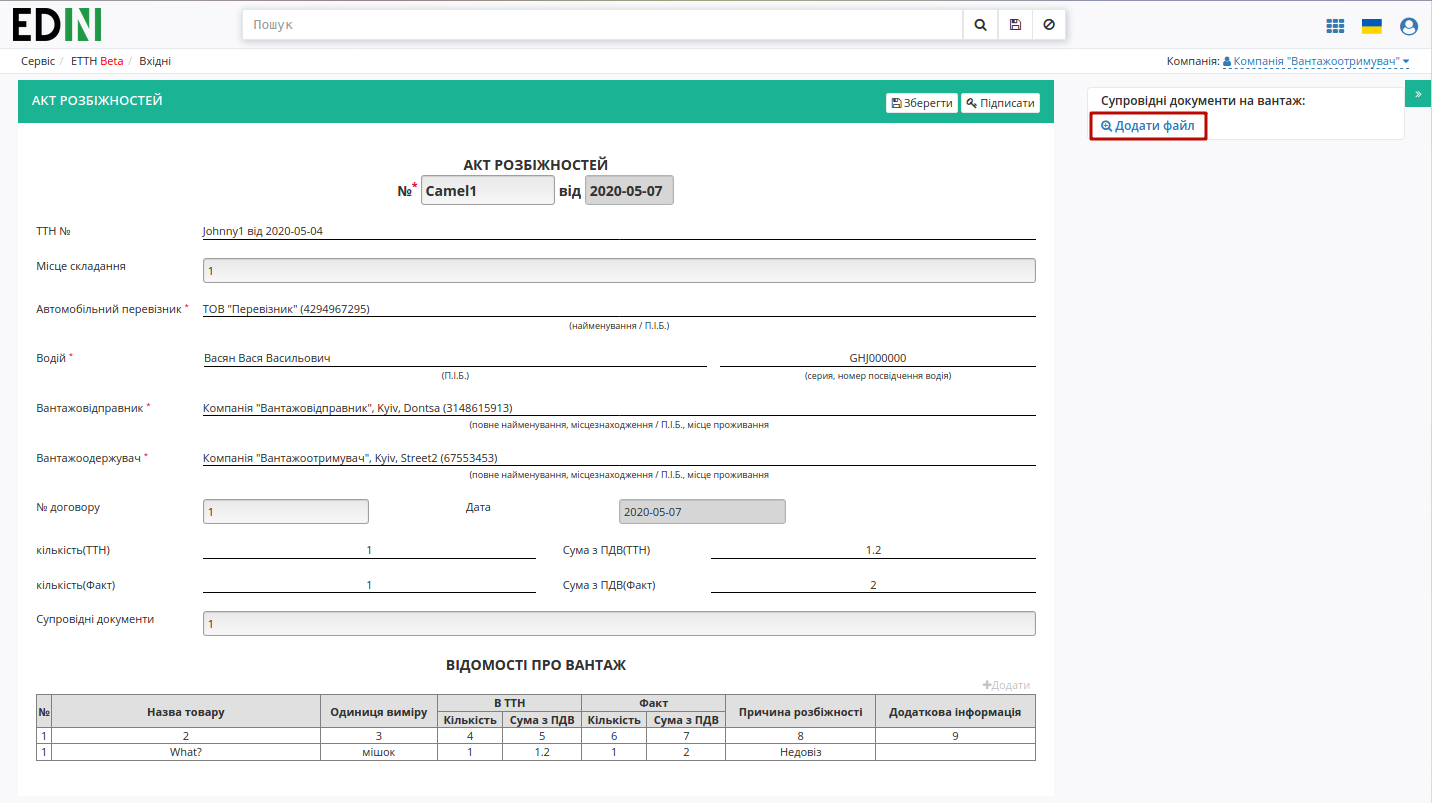 EDIN
Пошук
Сервіс / ЕТТН Beta / Вхідні
Компанія: Компанія "Вантажоотримувач"
АКТ РОЗБІЖНОСТЕЙ
Зберегти Підписати
Супровідні документи на вантаж:
Додати файл
»
АКТ РОЗБІЖНОСТЕЙ
№* Camel1 від 2020-05-07
ТТН № Johnny1 від 2020-05-04
Місце складання 1
Автомобільний перевізник * ТОВ "Перевізник" (4294967295)
(найменування / П.І.Б.)
Водій * Васян Вася Васильович GHJ000000
(П.І.Б.) (серия, номер посвідчення водія)
Вантажовідправник * Компанія "Вантажовідправник", Kyiv, Dontsa (3148615913)
(повне найменування, місцезнаходження / П.І.Б., місце проживання
Вантажоодержувач * Компанія "Вантажоотримувач", Kyiv, Street2 (67553453)
(повне найменування, місцезнаходження / П.І.Б., місце проживання
№ договору 1 Дата 2020-05-07
кількість(ТТН) 1 Сума з ПДВ(ТТН) 1.2
кількість(Факт) 1 Сума з ПДВ(Факт) 2
Супровідні документи 1
ВІДОМОСТІ ПРО ВАНТАЖ
+Додати
№ Назва товару Одиниця виміру В ТТН Факт Причина розбіжності Додаткова інформація
Кількість Сума з ПДВ Кількість Сума з ПДВ
1 2 3 4 5 6 7 8 9
1 What? мішок 1 1.2 1 2 Недовіз